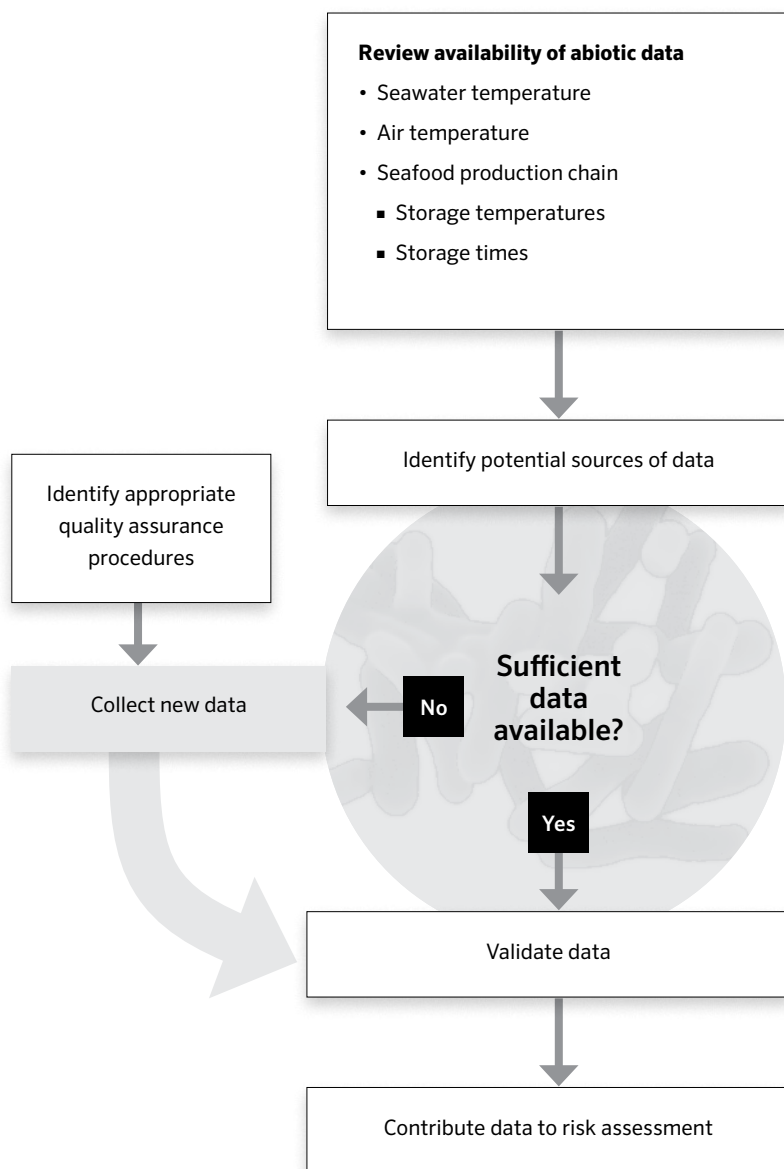 Review availability of abiotic data
• Seawater temperature
• Air temperature
• Seafood production chain
▪ Storage temperatures
▪ Storage times
Identify potential sources of data
Identify appropriate
quality assurance
procedures
Sufficient
data
available?
No
Collect new data
Yes
Validate data
Contribute data to risk assessment